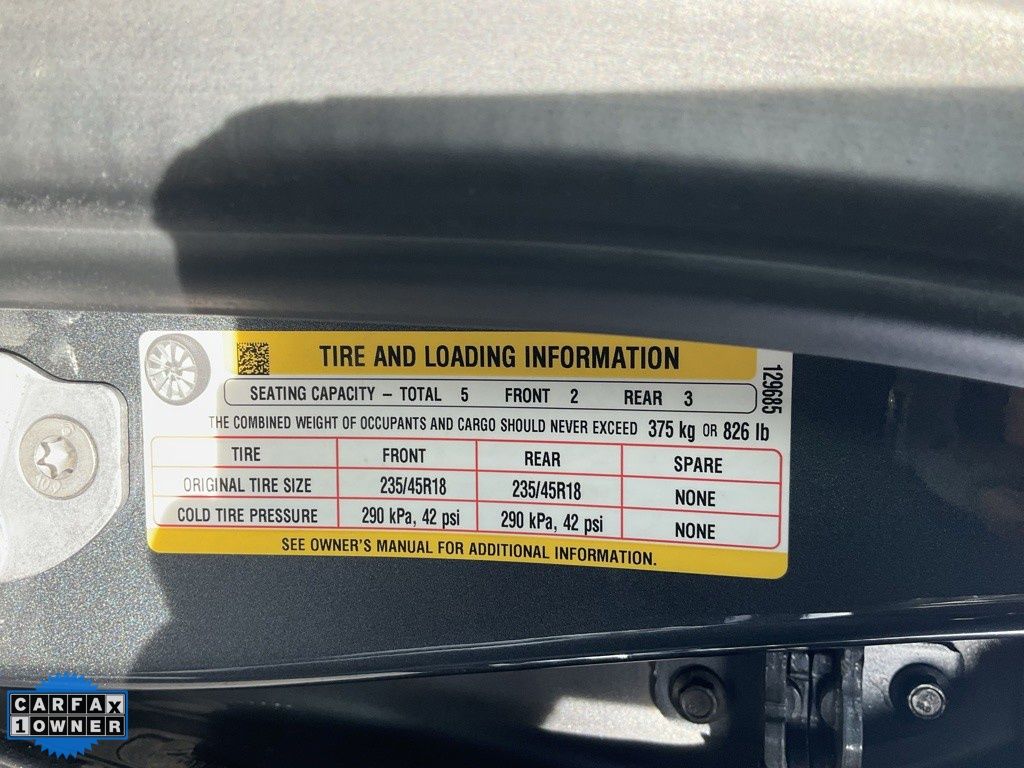 TIRE AND LOADING INFORMATION
129685
SEATING CAPACITY – TOTAL 5 FRONT 2 REAR 3
THE COMBINED WEIGHT OF OCCUPANTS AND CARGO SHOULD NEVER EXCEED 375 kg OR 826 lb
TIRE FRONT REAR SPARE
ORIGINAL TIRE SIZE 235/45R18 235/45R18 NONE
COLD TIRE PRESSURE 290 kPa, 42 psi 290 kPa, 42 psi NONE
SEE OWNER'S MANUAL FOR ADDITIONAL INFORMATION.
CARFAX
1 OWNER